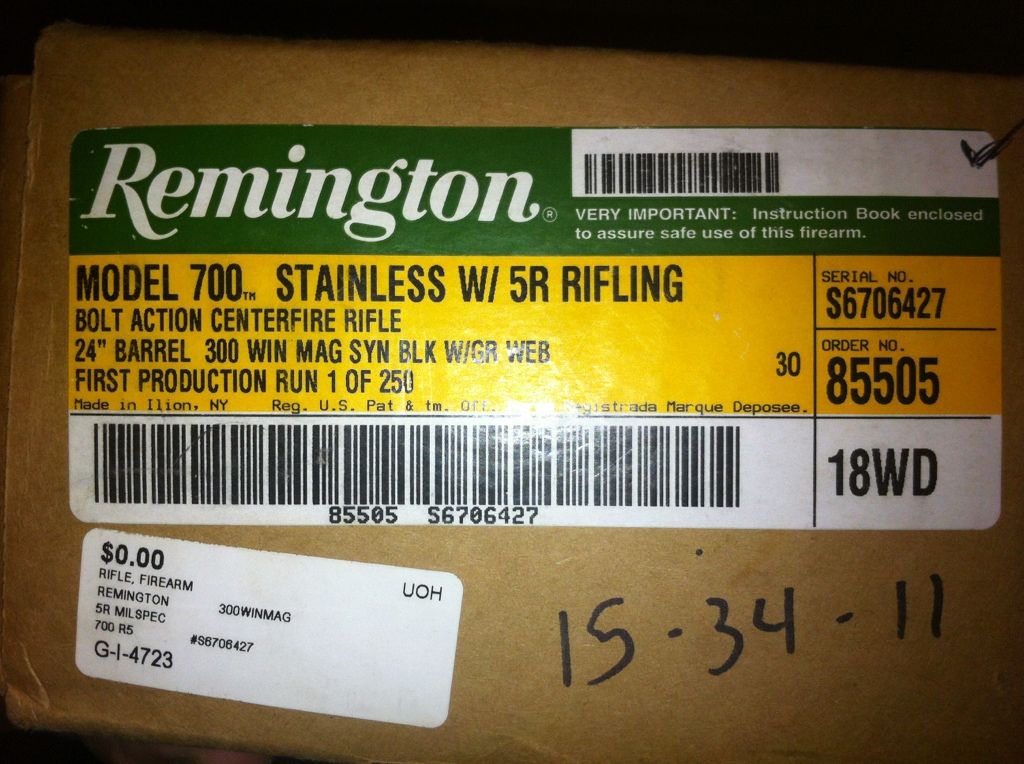 Remington®
VERY IMPORTANT: Instruction Book enclosed
to assure safe use of this firearm.
MODEL 700™ STAINLESS W/ 5R RIFLING
BOLT ACTION CENTERFIRE RIFLE
24" BARREL 300 WIN MAG SYN BLK W/GR WEB
30
FIRST PRODUCTION RUN 1 OF 250
Made in Ilion, NY Reg. U.S. Pat & tm. Off. Marque Deposee.
SERIAL NO.
S6706427
ORDER NO.
85505
18WD
85505 S6706427
$0.00
UOH
RIFLE, FIREARM
REMINGTON 300WINMAG
5R MILSPEC
700 R5 #S6706427
G-I-4723
15-34-11